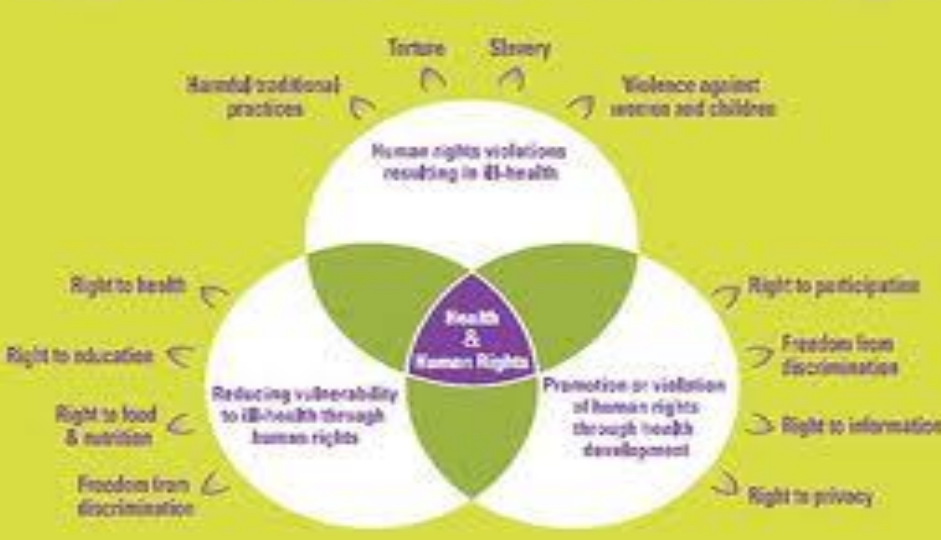 Torture
Slavery
Harmful traditional
practices
Violence against
women and children
Human rights violations
resulting in ill-health
Right to health
Right to education
Right to food
& nutrition
Freedom from
discrimination
Health
&
Human Rights
Reducing vulnerability
to ill-health through
human rights
Promotion or violation
of human rights
through health
development
Right to participation
Freedom from
discrimination
Right to information
Right to privacy